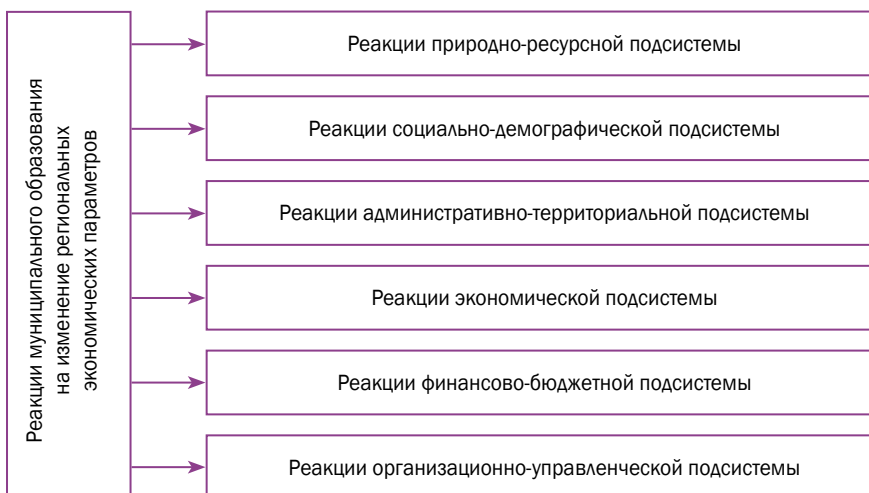 Реакции муниципального образования
на изменение региональных
экономических параметров
Реакции природно-ресурсной подсистемы
Реакции социально-демографической подсистемы
Реакции административно-территориальной подсистемы
Реакции экономической подсистемы
Реакции финансово-бюджетной подсистемы
Реакции организационно-управленческой подсистемы